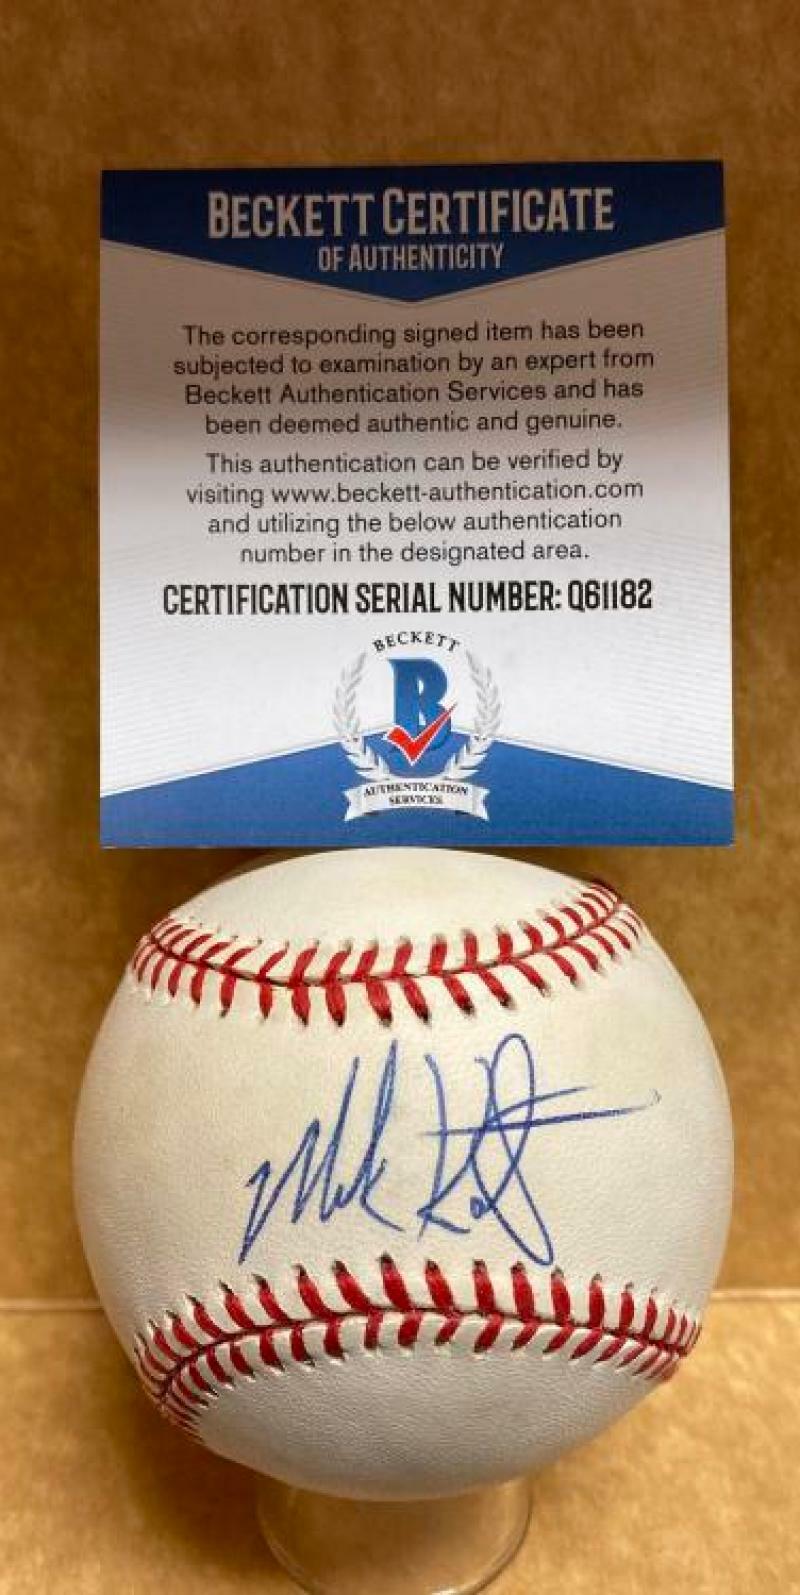 BECKETT CERTIFICATE
OF AUTHENTICITY
The corresponding signed item has been
subjected to examination by an expert from
Beckett Authentication Services and has
been deemed authentic and genuine.
This authentication can be verified by
visiting www.beckett-authentication.com
and utilizing the below authentication
number in the designated area.
CERTIFICATION SERIAL NUMBER: Q61182
BECKETT
B
AUTHENTICATION
SERVICES